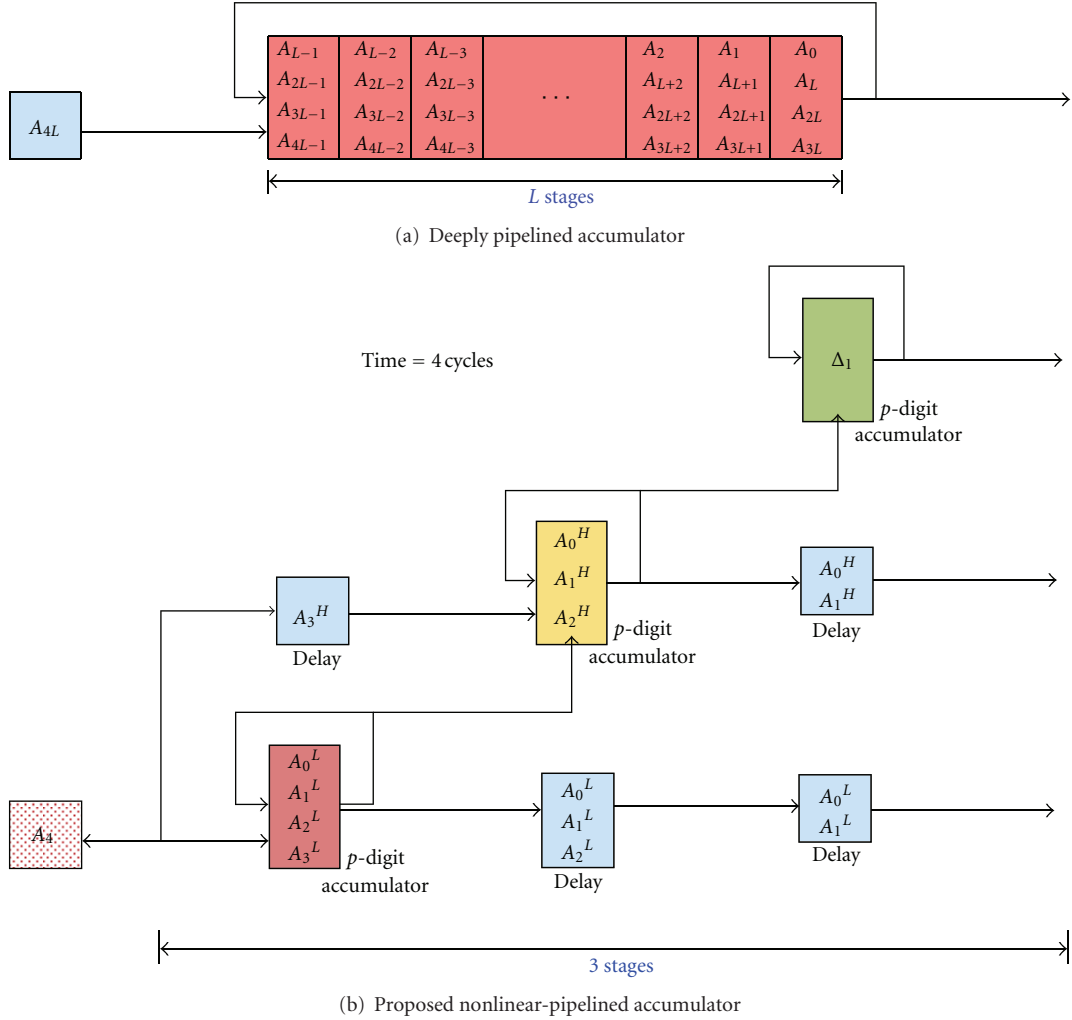 A_{L−1} A_{L−2} A_{L−3} A_2 A_1 A_0
A_{2L−1} A_{2L−2} A_{2L−3} A_{L+2} A_{L+1} A_L
· · ·
A_{3L−1} A_{3L−2} A_{3L−3} A_{2L+2} A_{2L+1} A_{2L}
A_{4L−1} A_{4L−2} A_{4L−3} A_{3L+2} A_{3L+1} A_{3L}
A_{4L}
L stages
(a) Deeply pipelined accumulator
Time = 4 cycles
Δ_1
p-digit
accumulator
A_0^H
A_1^H
A_2^H
p-digit
accumulator
A_0^H
A_1^H
Delay
A_3^H
Delay
A_4
A_0^L
A_1^L
A_2^L
A_3^L
p-digit
accumulator
A_0^L
A_1^L
A_2^L
Delay
A_0^L
A_1^L
Delay
3 stages
(b) Proposed nonlinear-pipelined accumulator